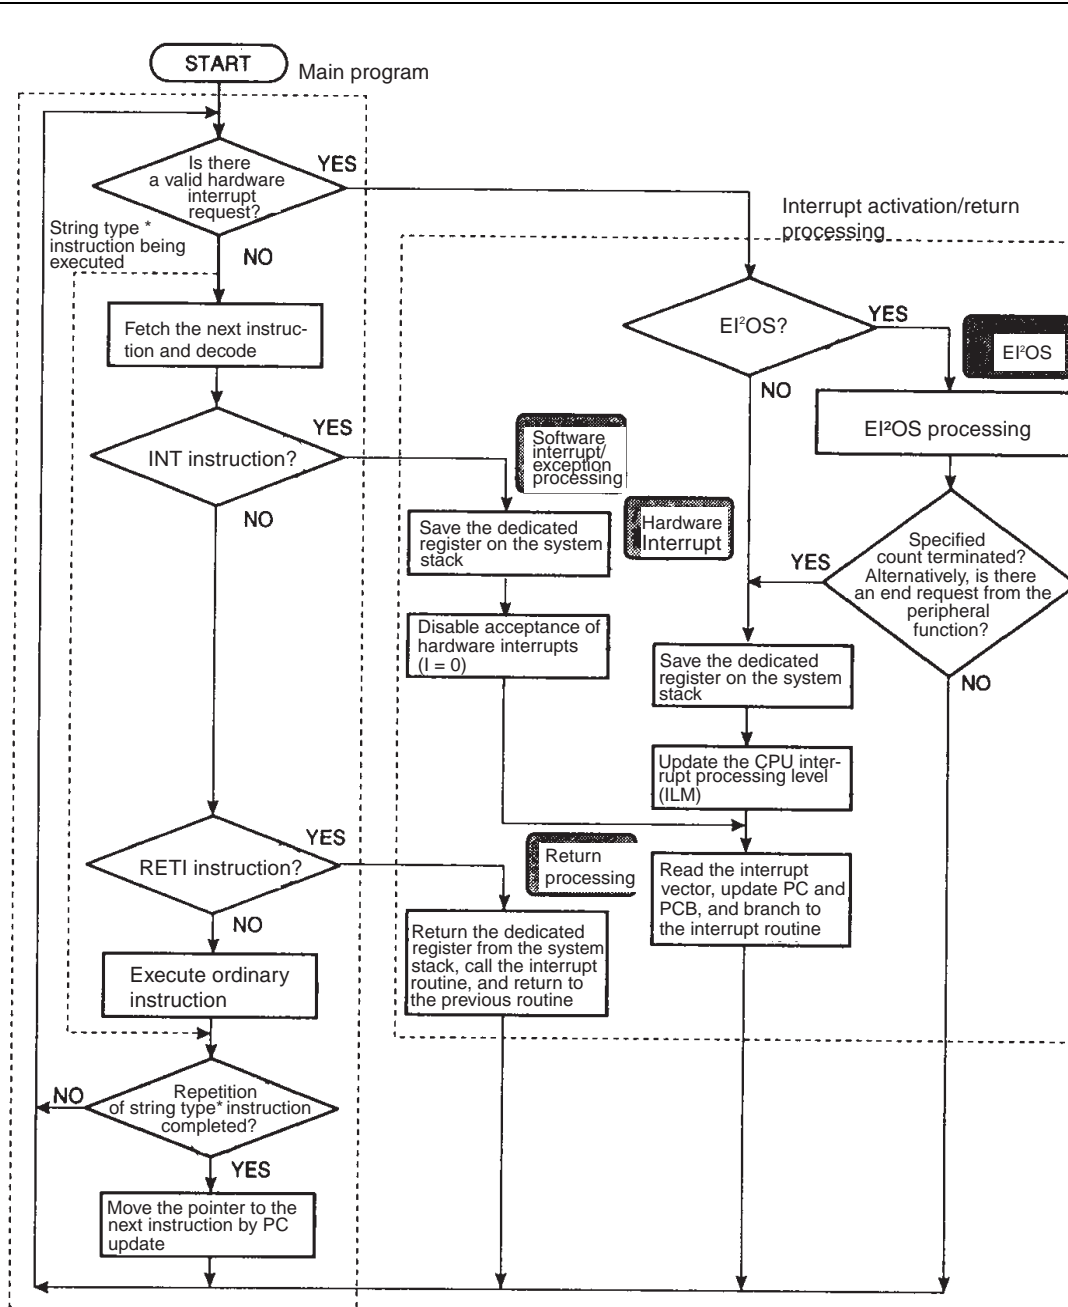 START
Main program
Is there
a valid hardware
interrupt
request?
YES
NO
String type *
instruction being
executed
Fetch the next instruc-
tion and decode
INT instruction?
YES
NO
RETI instruction?
YES
NO
Execute ordinary
instruction
Repetition
of string type* instruction
completed?
NO
YES
Move the pointer to the
next instruction by PC
update
Interrupt activation/return
processing
EI²OS?
YES
NO
EI²OS
EI²OS processing
Specified
count terminated?
Alternatively, is there
an end request from the
peripheral
function?
YES
NO
Software
interrupt/
exception
processing
Save the dedicated
register on the system
stack
Disable acceptance of
hardware interrupts
(I = 0)
Hardware
Interrupt
Save the dedicated
register on the system
stack
Update the CPU inter-
rupt processing level
(ILM)
Read the interrupt
vector, update PC and
PCB, and branch to
the interrupt routine
Return
processing
Return the dedicated
register from the system
stack, call the interrupt
routine, and return to
the previous routine